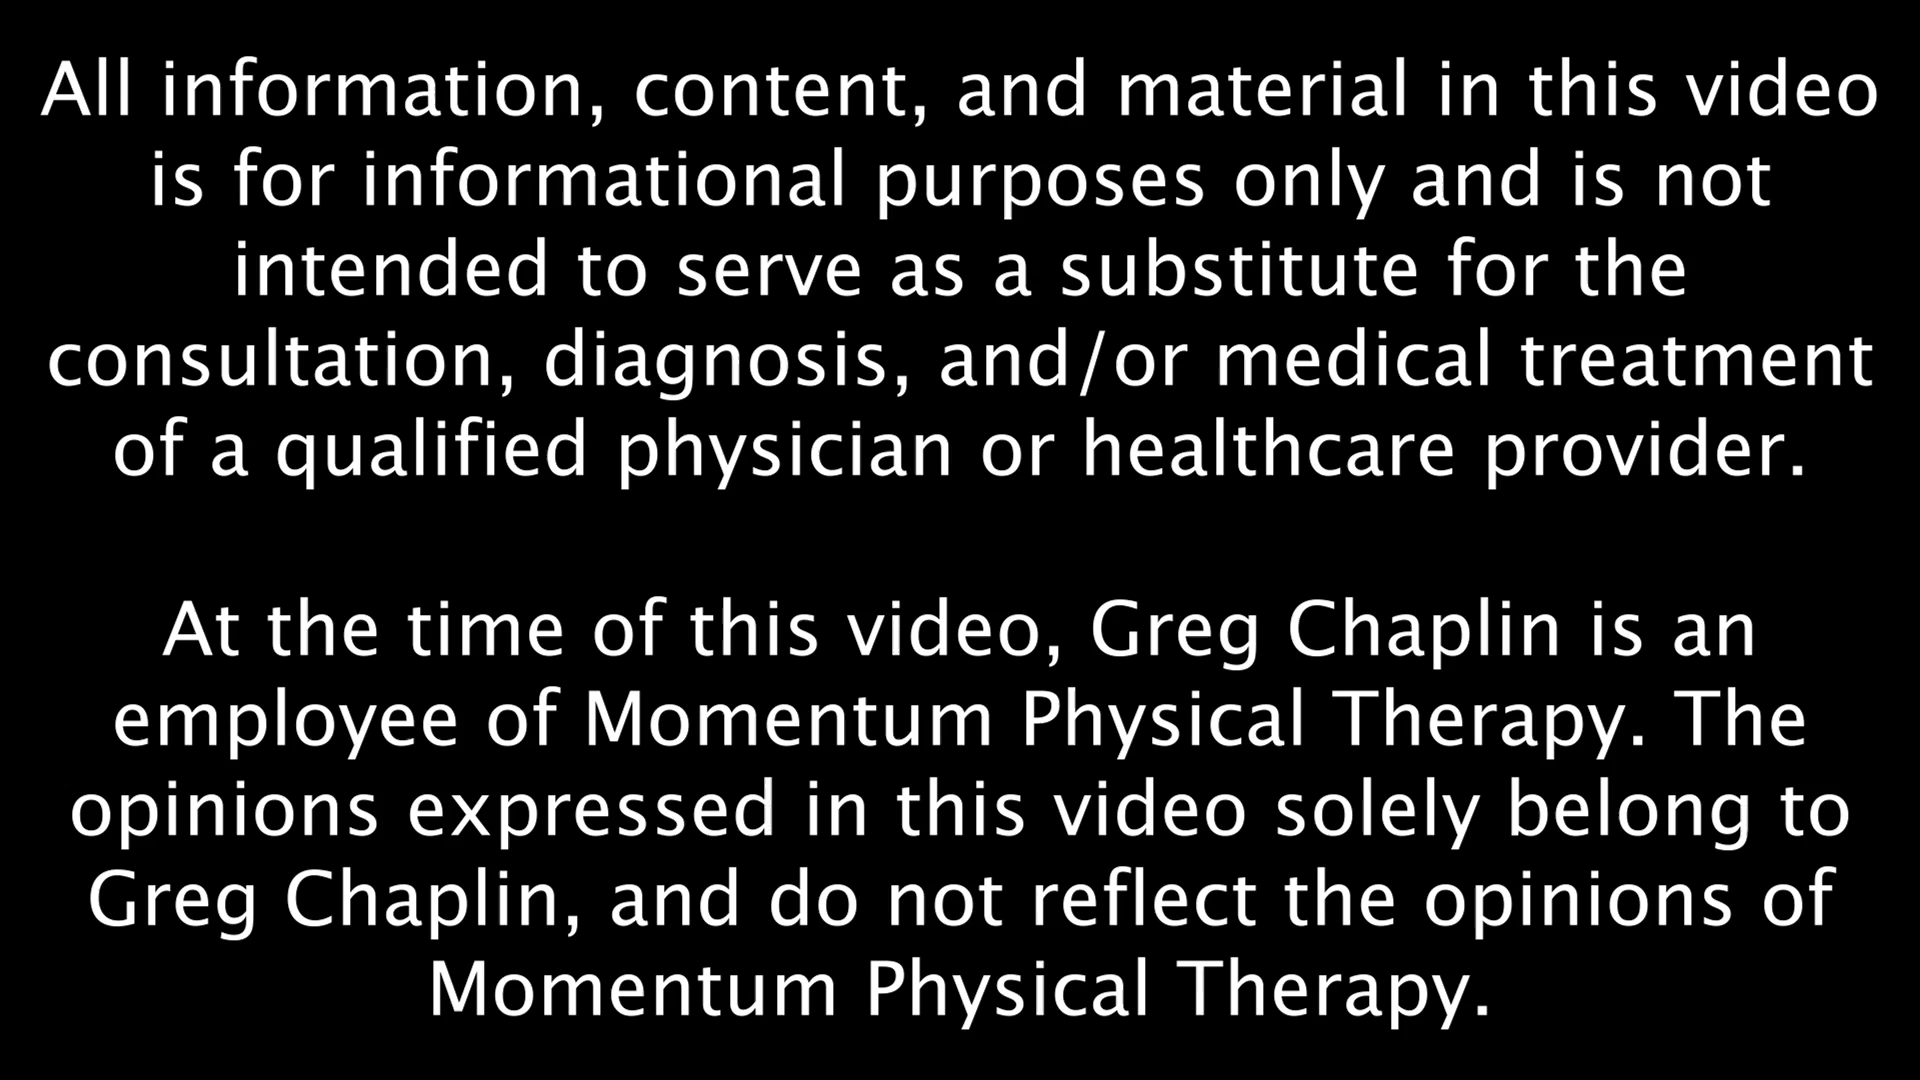 All information, content, and material in this video
is for informational purposes only and is not
intended to serve as a substitute for the
consultation, diagnosis, and/or medical treatment
of a qualified physician or healthcare provider.
At the time of this video, Greg Chaplin is an
employee of Momentum Physical Therapy. The
opinions expressed in this video solely belong to
Greg Chaplin, and do not reflect the opinions of
Momentum Physical Therapy.